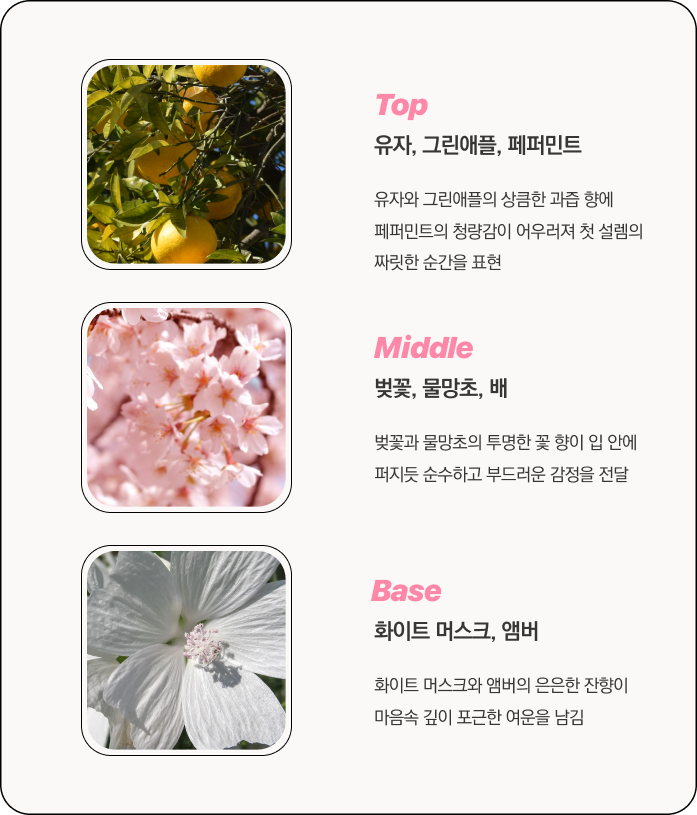 Top
유자, 그린애플, 페퍼민트
유자와 그린애플의 상큼한 과즙 향에
페퍼민트의 청량감이 어우러져 첫 설렘의
짜릿한 순간을 표현
Middle
벚꽃, 물망초, 배
벚꽃과 물망초의 투명한 꽃 향이 입 안에
퍼지듯 순수하고 부드러운 감정을 전달
Base
화이트 머스크, 앰버
화이트 머스크와 앰버의 은은한 잔향이
마음속 깊이 포근한 여운을 남김